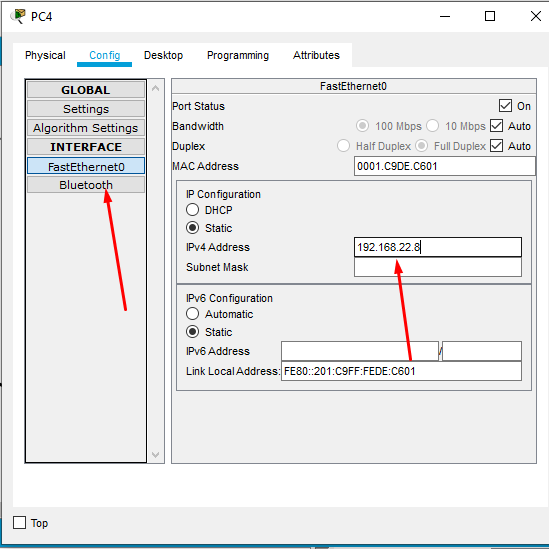 PC4
Physical Config Desktop Programming Attributes
GLOBAL
Settings
Algorithm Settings
INTERFACE
FastEthernet0
Bluetooth
FastEthernet0
Port Status On
Bandwidth 100 Mbps 10 Mbps Auto
Duplex Half Duplex Full Duplex Auto
MAC Address 0001.C9DE.C601
IP Configuration
DHCP
Static
IPv4 Address 192.168.22.8
Subnet Mask
IPv6 Configuration
Automatic
Static
IPv6 Address /
Link Local Address: FE80::201:C9FF:FEDE:C601
Top